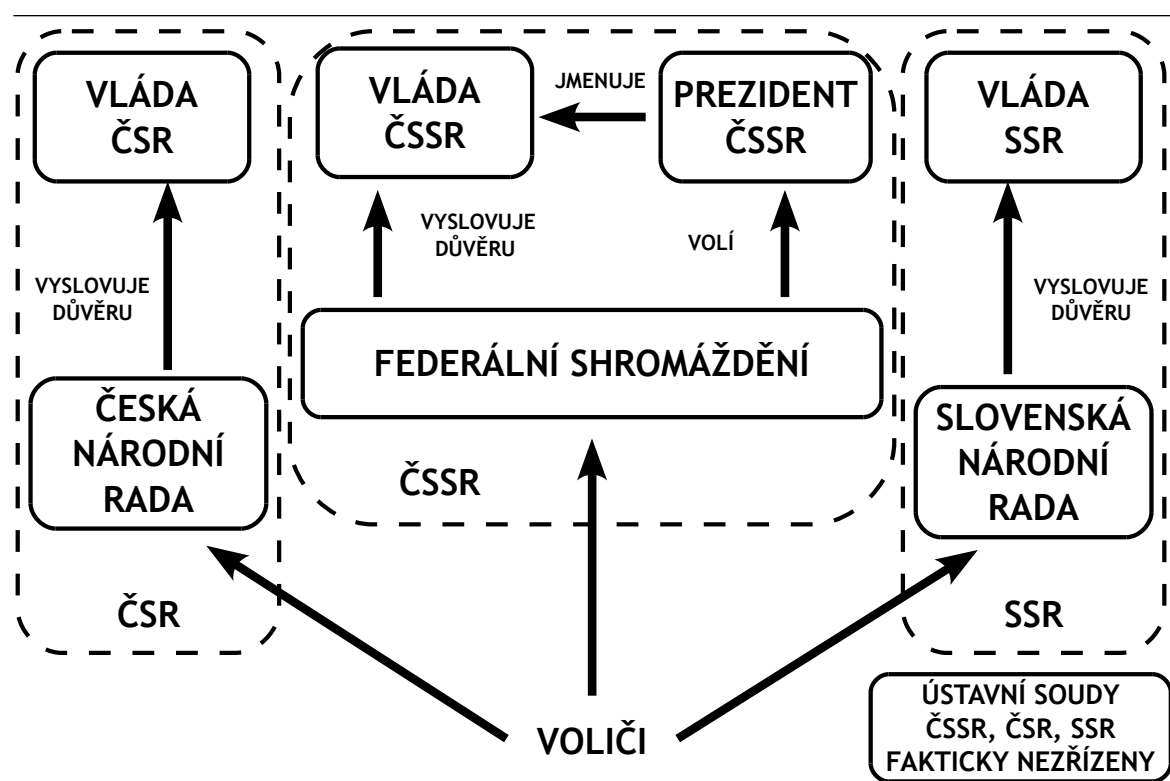 VLÁDA
ČSR
VYSLOVUJE
DŮVĚRU
ČESKÁ
NÁRODNÍ
RADA
ČSR
VLÁDA
ČSSR
JMENUJE
PREZIDENT
ČSSR
VYSLOVUJE
DŮVĚRU
VOLÍ
FEDERÁLNÍ SHROMÁŽDĚNÍ
ČSSR
VLÁDA
SSR
VYSLOVUJE
DŮVĚRU
SLOVENSKÁ
NÁRODNÍ
RADA
SSR
VOLIČI
ÚSTAVNÍ SOUDY
ČSSR, ČSR, SSR
FAKTICKY NEZŘÍZENY